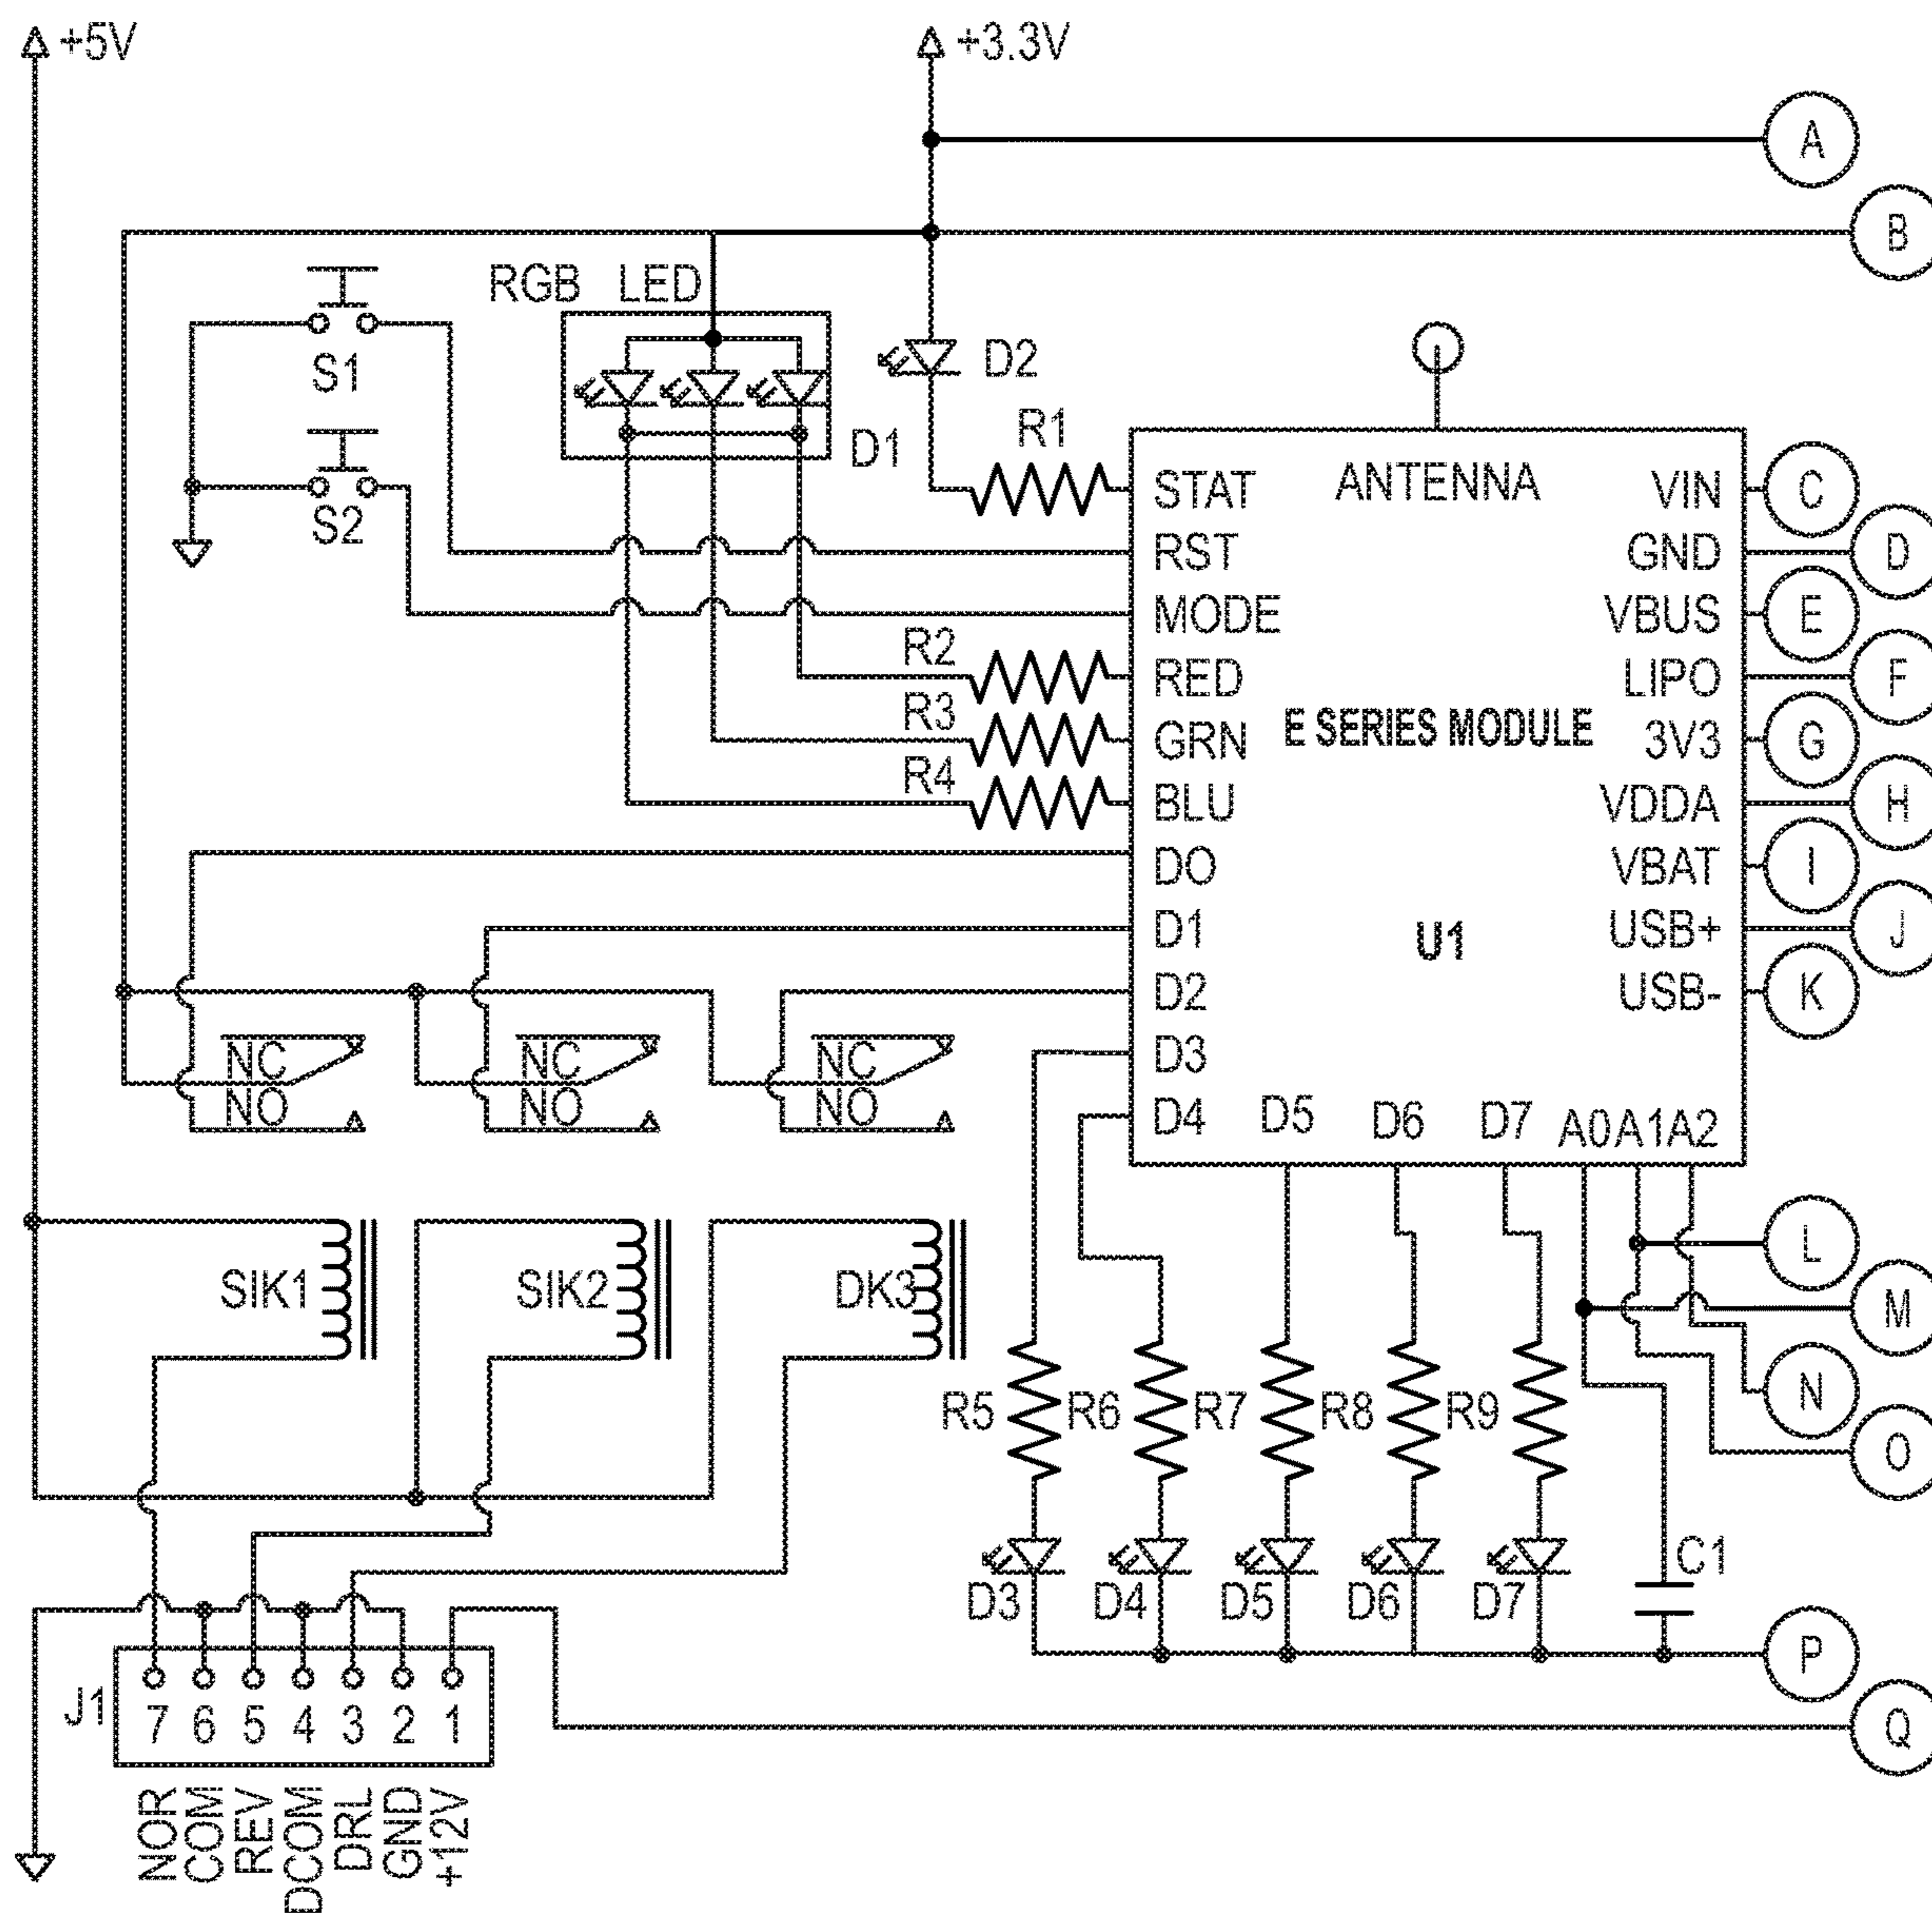 +5V
+3.3V
A
B
RGB LED
S1
D2
D1
R1
S2
STAT
ANTENNA
VIN
C
RST
GND
D
MODE
VBUS
E
R2
RED
LIPO
F
R3
GRN
E SERIES MODULE
3V3
G
R4
BLU
VDDA
H
DO
VBAT
I
D1
U1
USB+
J
D2
USB-
K
NC
NC
NC
D3
NO
NO
NO
D4
D5
D6
D7
A0
A1
A2
L
SIK1
SIK2
DK3
M
N
R5
R6
R7
R8
R9
O
C1
D3
D4
D5
D6
D7
P
J1
7 6 5 4 3 2 1
Q
NOR
COM
REV
DCOM
DRL
GND
+12V